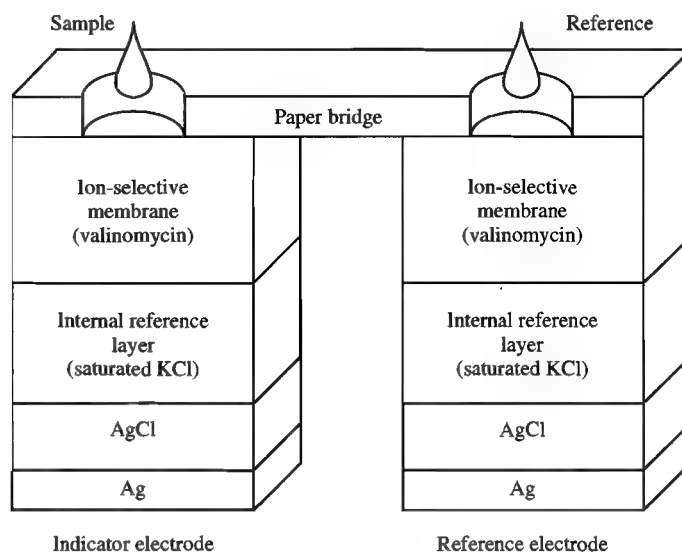 Sample
Reference
Paper bridge
Ion-selective
membrane
(valinomycin)
Ion-selective
membrane
(valinomycin)
Internal reference
layer
(saturated KCl)
Internal reference
layer
(saturated KCl)
AgCl
AgCl
Ag
Ag
Indicator electrode
Reference electrode